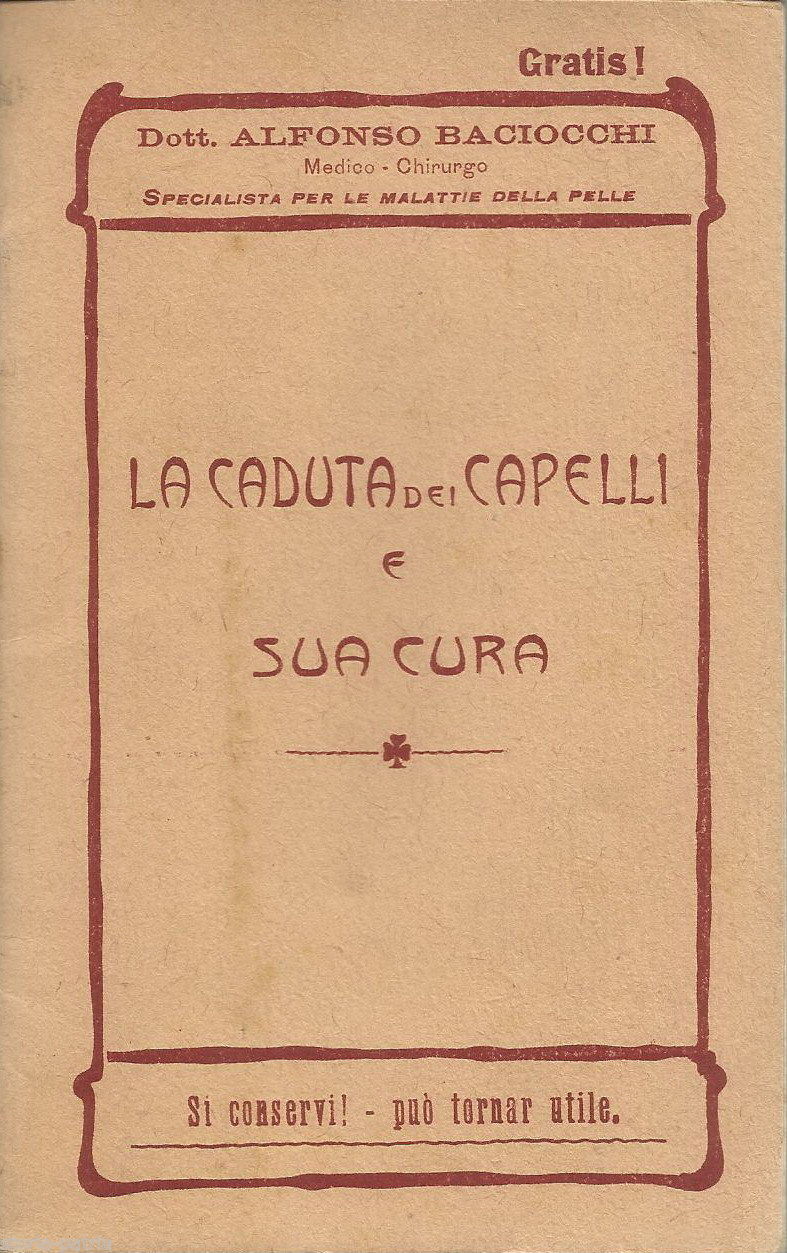 Gratis!
Dott. ALFONSO BACIOCCHI
Medico - Chirurgo
SPECIALISTA PER LE MALATTIE DELLA PELLE
LA CADUTA DEI CAPELLI
E
SUA CURA
Si conservi! - può tornar utile.